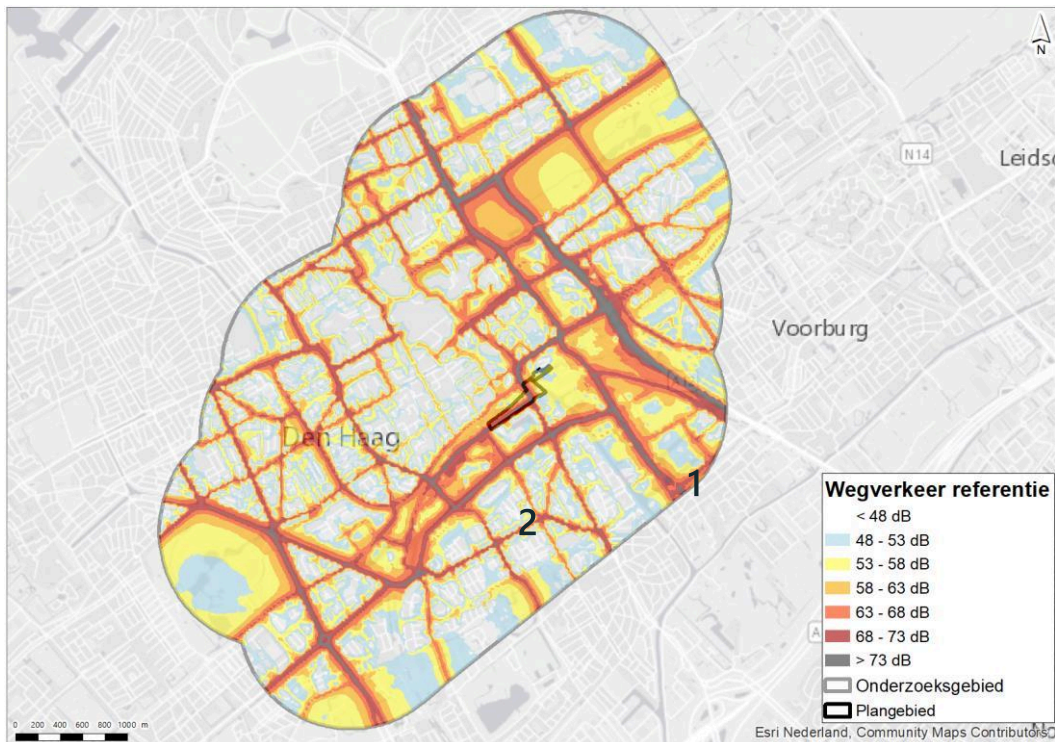 N
N14
Leidsc
Voorburg
Den Haag
1
2
Wegverkeer referentie
< 48 dB
48 - 53 dB
53 - 58 dB
58 - 63 dB
63 - 68 dB
68 - 73 dB
> 73 dB
Onderzoeksgebied
Plangebied
0 200 400 600 800 1000 m
Esri Nederland, Community Maps Contributors